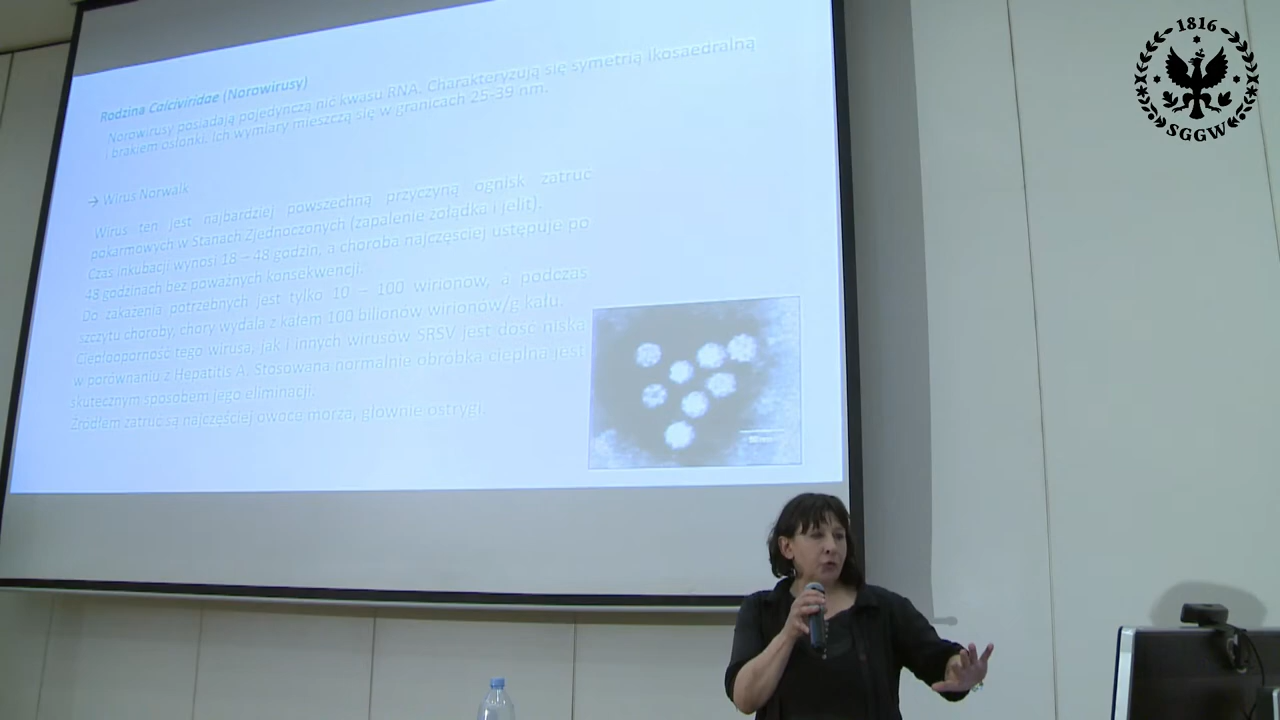 Rodzina Calciviridae (Norowirusy)
Norowirusy posiadają pojedynczą nić kwasu RNA. Charakteryzują się symetrią ikosaedralną
i brakiem osłonki. Ich wymiary mieszczą się w granicach 25-39 nm.
→ Wirus Norwalk
Wirus ten jest najbardziej powszechną przyczyną ognisk zatruć
pokarmowych w Stanach Zjednoczonych (zapalenie żołądka i jelit).
Czas inkubacji wynosi 18 – 48 godzin, a choroba najczęściej ustępuje po
48 godzinach bez poważnych konsekwencji.
Do zakażenia potrzebnych jest tylko 10 – 100 wirionów, a podczas
szczytu choroby, chory wydala z kałem 100 bilionów wirionów/g kału.
Ciepłooporność tego wirusa, jak i innych wirusów SRSV jest dość niska
w porównaniu z Hepatitis A. Stosowana normalnie obróbka cieplna jest
skutecznym sposobem jego eliminacji.
Źródłem zatruć są najczęściej owoce morza, głównie ostrygi.
1816
SGGW